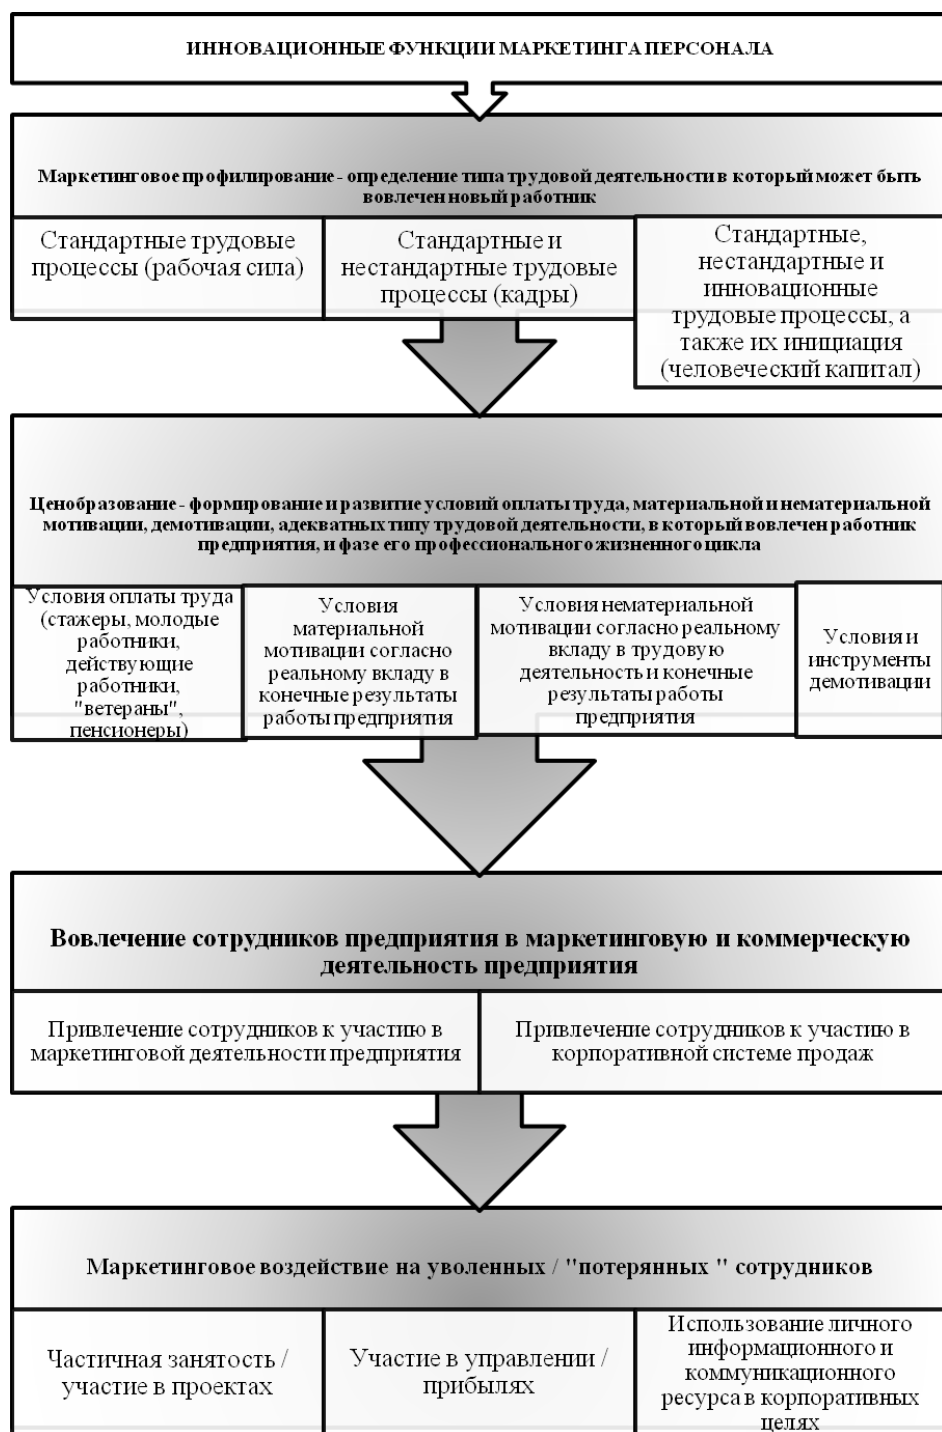 ИННОВАЦИОННЫЕ ФУНКЦИИ МАРКЕТИНГА ПЕРСОНАЛА
Маркетинговое профилирование - определение типа трудовой деятельности в который может быть
вовлечен новый работник
Стандартные трудовые
процессы (рабочая сила)
Стандартные и
нестандартные трудовые
процессы (кадры)
Стандартные,
нестандартные и
инновационные
трудовые процессы, а
также их инициация
(человеческий капитал)
Ценобразование - формирование и развитие условий оплаты труда, материальной и нематериальной
мотивации, демотивации, адекватных типу трудовой деятельности, в который вовлечен работник
предприятия, и фазе его профессионального жизненного цикла
Условия оплаты труда
(стажеры, молодые
работники,
действующие
работники,
"ветераны",
пенсионеры)
Условия
материальной
мотивации согласно
реальному вкладу в
конечные результаты
работы предприятия
Условия нематериальной
мотивации согласно реальному
вкладу в трудовую
деятельность и конечные
результаты работы
предприятия
Условия и
инструменты
демотивации
Вовлечение сотрудников предприятия в маркетинговую и коммерческую
деятельность предприятия
Привлечение сотрудников к участию в
маркетинговой деятельности предприятия
Привлечение сотрудников к участию в
корпоративной системе продаж
Маркетинговое воздействие на уволенных / "потерянных " сотрудников
Частичная занятость /
участие в проектах
Участие в управлении /
прибылях
Использование личного
информационного и
коммуникационного
ресурса в корпоративных
целях